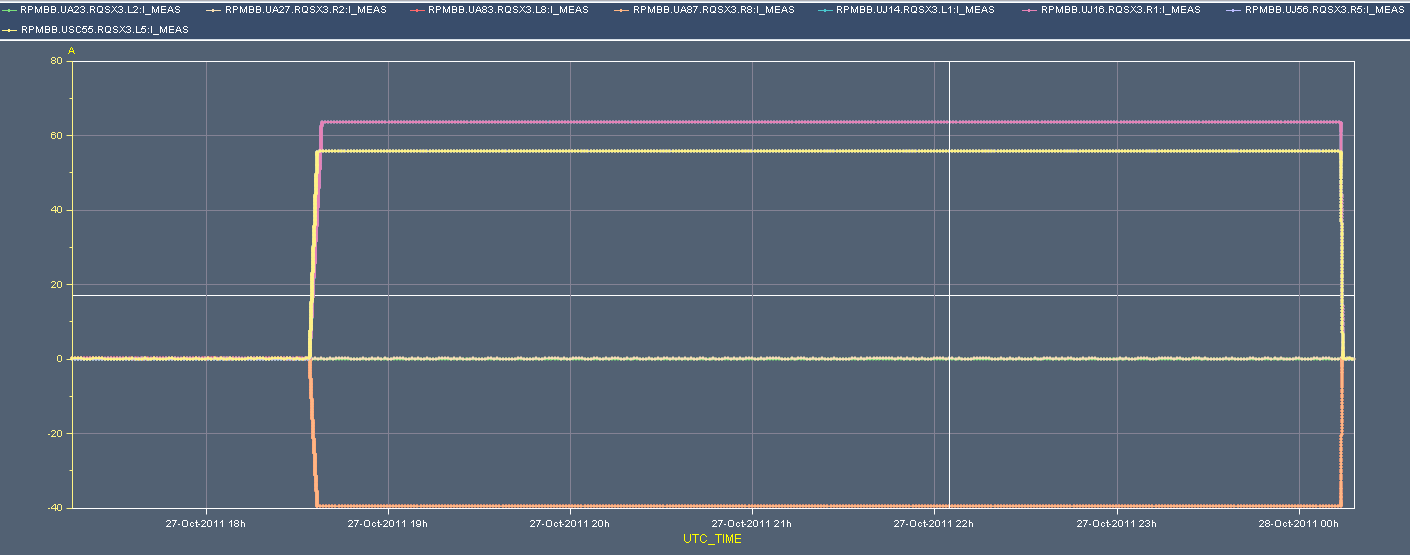 RPMBB.UA23.RQSX3.L2:I_MEAS RPMBB.UA27.RQSX3.R2:I_MEAS RPMBB.UA83.RQSX3.L8:I_MEAS RPMBB.UA87.RQSX3.R8:I_MEAS RPMBB.UJ14.RQSX3.L1:I_MEAS RPMBB.UJ16.RQSX3.R1:I_MEAS RPMBB.UJ56.RQSX3.R5:I_MEAS
RPMBB.USC55.RQSX3.L5:I_MEAS
A
80
60
40
20
0
-20
-40
27-Oct-2011 18h 27-Oct-2011 19h 27-Oct-2011 20h 27-Oct-2011 21h 27-Oct-2011 22h 27-Oct-2011 23h 28-Oct-2011 00h
UTC_TIME